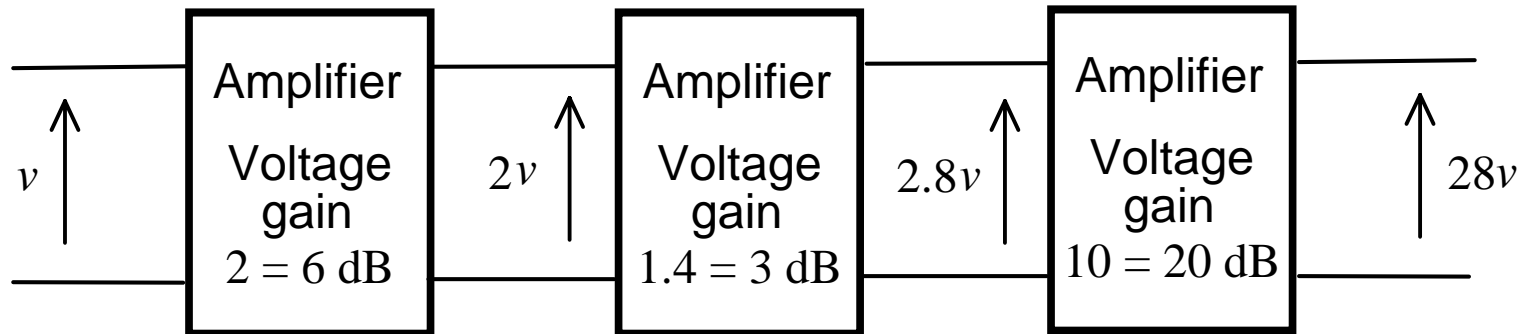 v
Amplifier
Voltage
gain
2 = 6 dB
2v
Amplifier
Voltage
gain
1.4 = 3 dB
2.8v
Amplifier
Voltage
gain
10 = 20 dB
28v